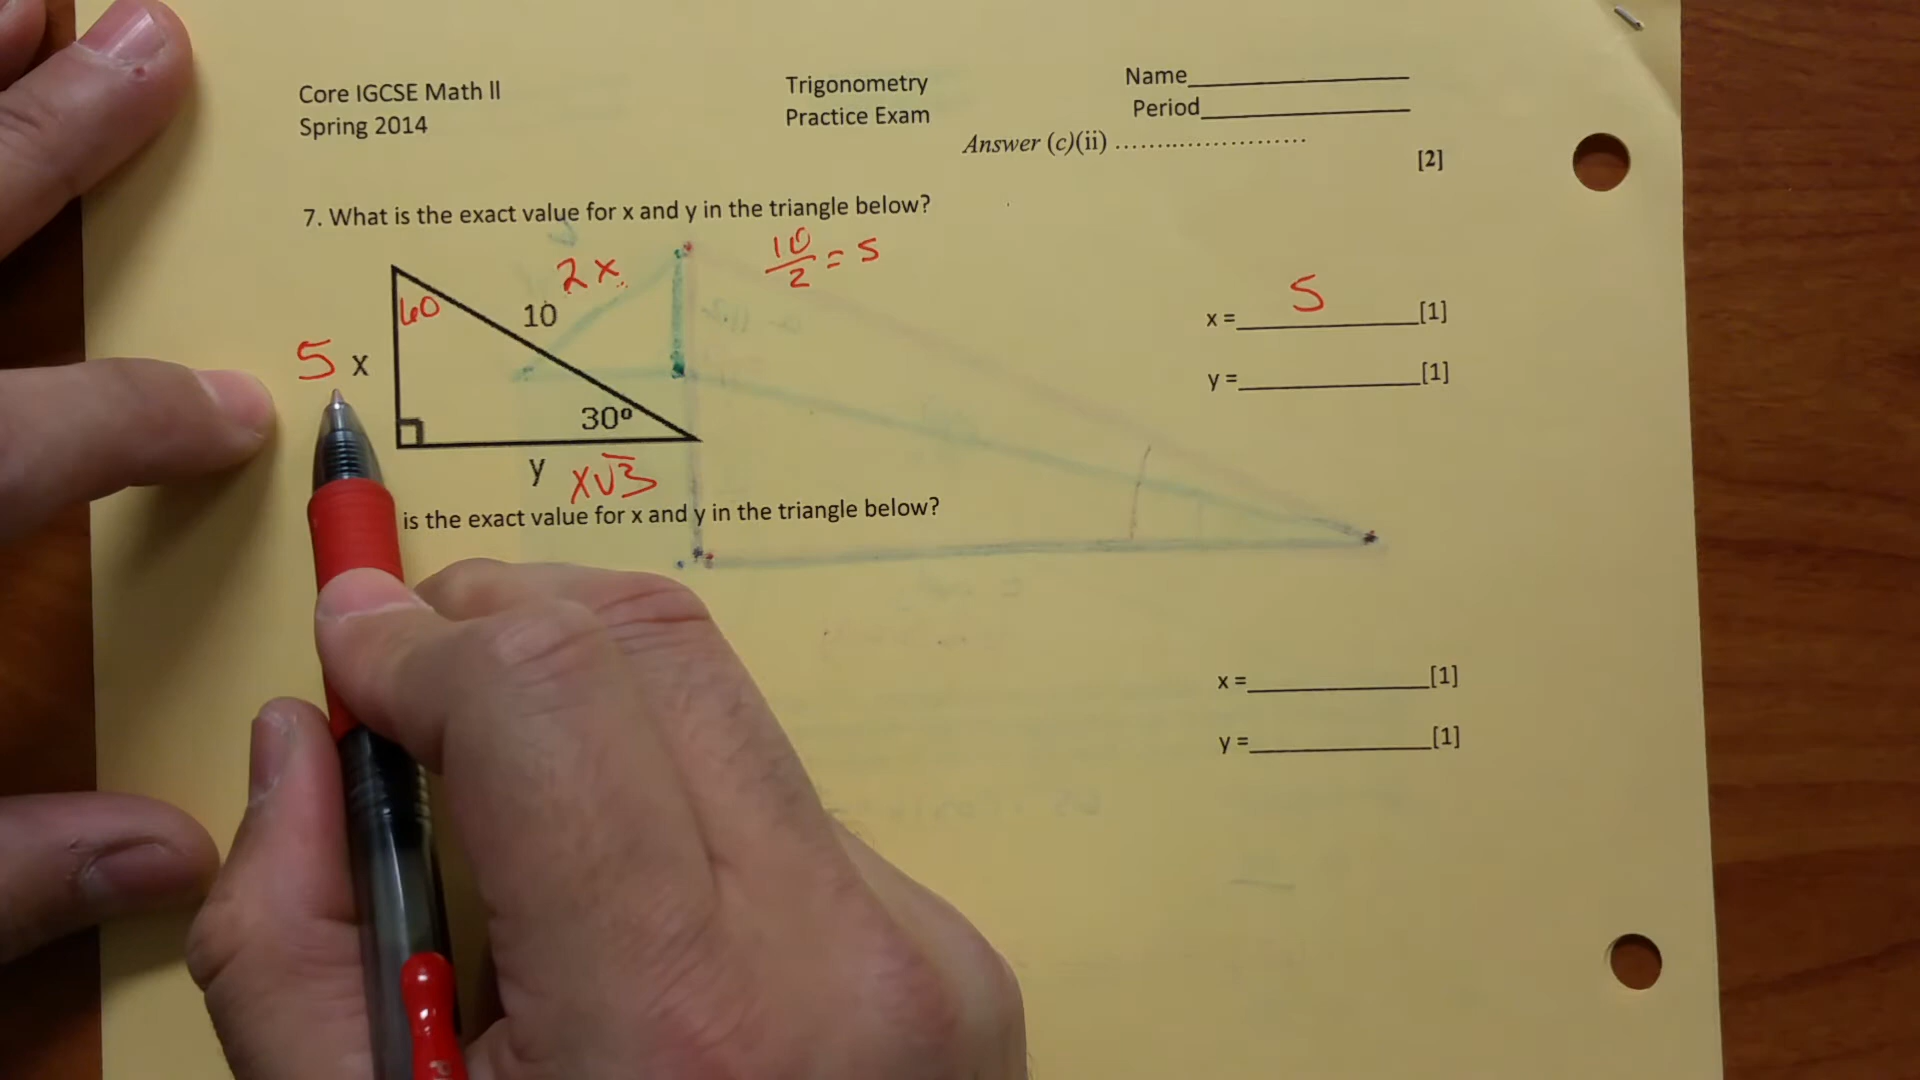 Core IGCSE Math II
Spring 2014
Trigonometry
Practice Exam
Name
Period
Answer (c)(ii) ........................
[2]
7. What is the exact value for x and y in the triangle below?
10/2 = 5
2x
60
10
5 x
30º
y x√3
x = 5 [1]
y = [1]
is the exact value for x and y in the triangle below?
x = [1]
y = [1]